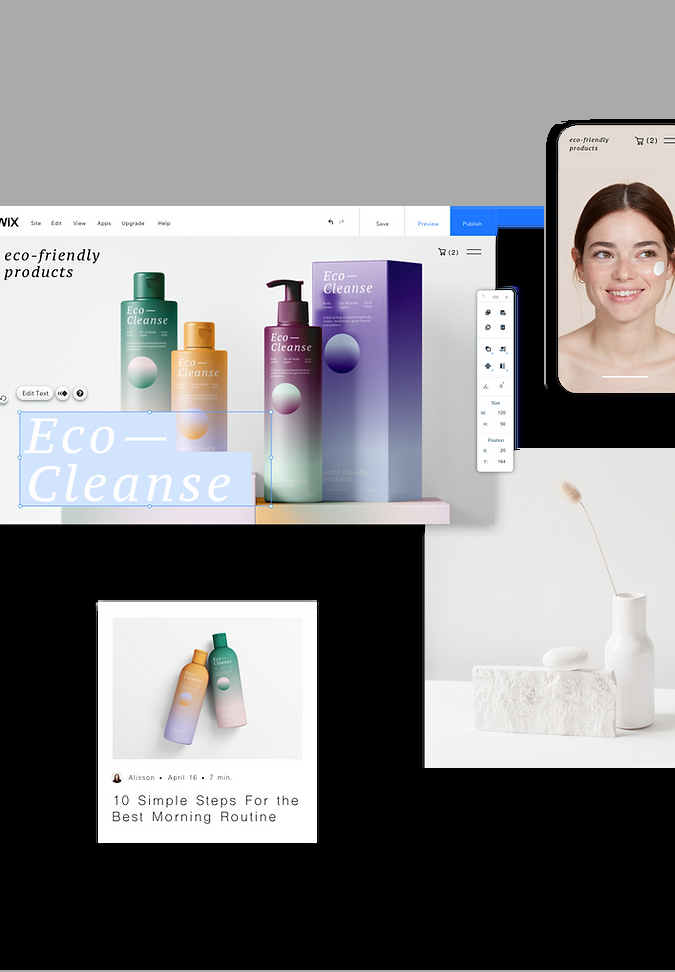 eco-friendly
products
(2)
WiX
Site Edit View Apps Upgrade Help
Save
Preview
Publish
eco-friendly
products
(2)
Eco—
Cleanse
Eco—
Cleanse
Eco—
Cleanse
Eco—
Cleanse
Edit Text
?
Eco—
Cleanse
0°
Size
W: 120
H: 50
Position
X: 20
Y: 164
Eco—
Cleanse
Eco—
Cleanse
Alisson • April 16 • 7 min.
10 Simple Steps For the
Best Morning Routine